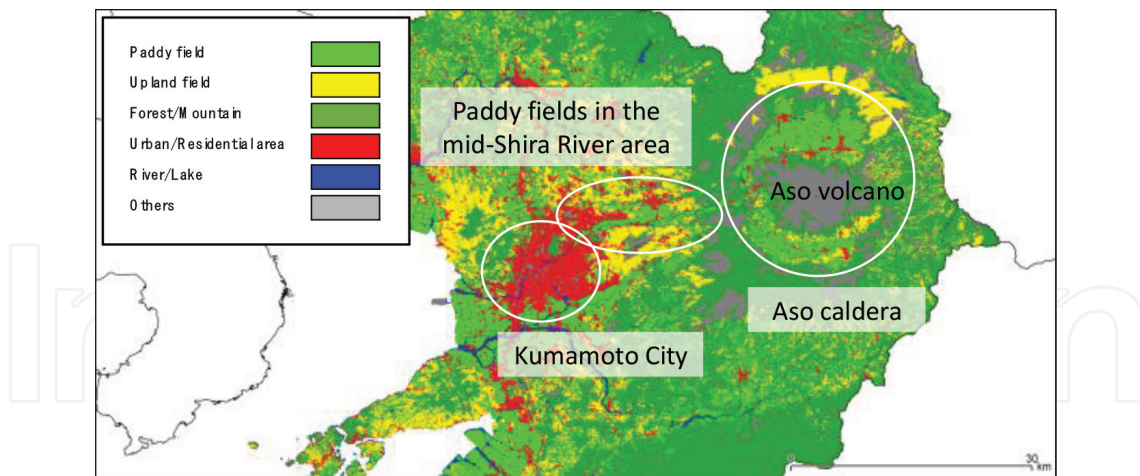 Paddy field
Upland field
Forest/Mountain
Urban/Residential area
River/Lake
Others
Paddy fields in the
mid-Shira River area
Aso volcano
Aso caldera
Kumamoto City
0 30
km